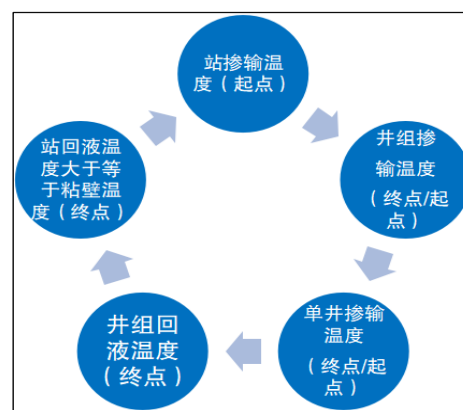 站掺输温
度（起点）
井组掺
输温度
（终点/起
点）
单井掺输
温度
（终点/起点）
井组回
液温度
（终点）
站回液温
度大于等
于粘壁温
度（终点）